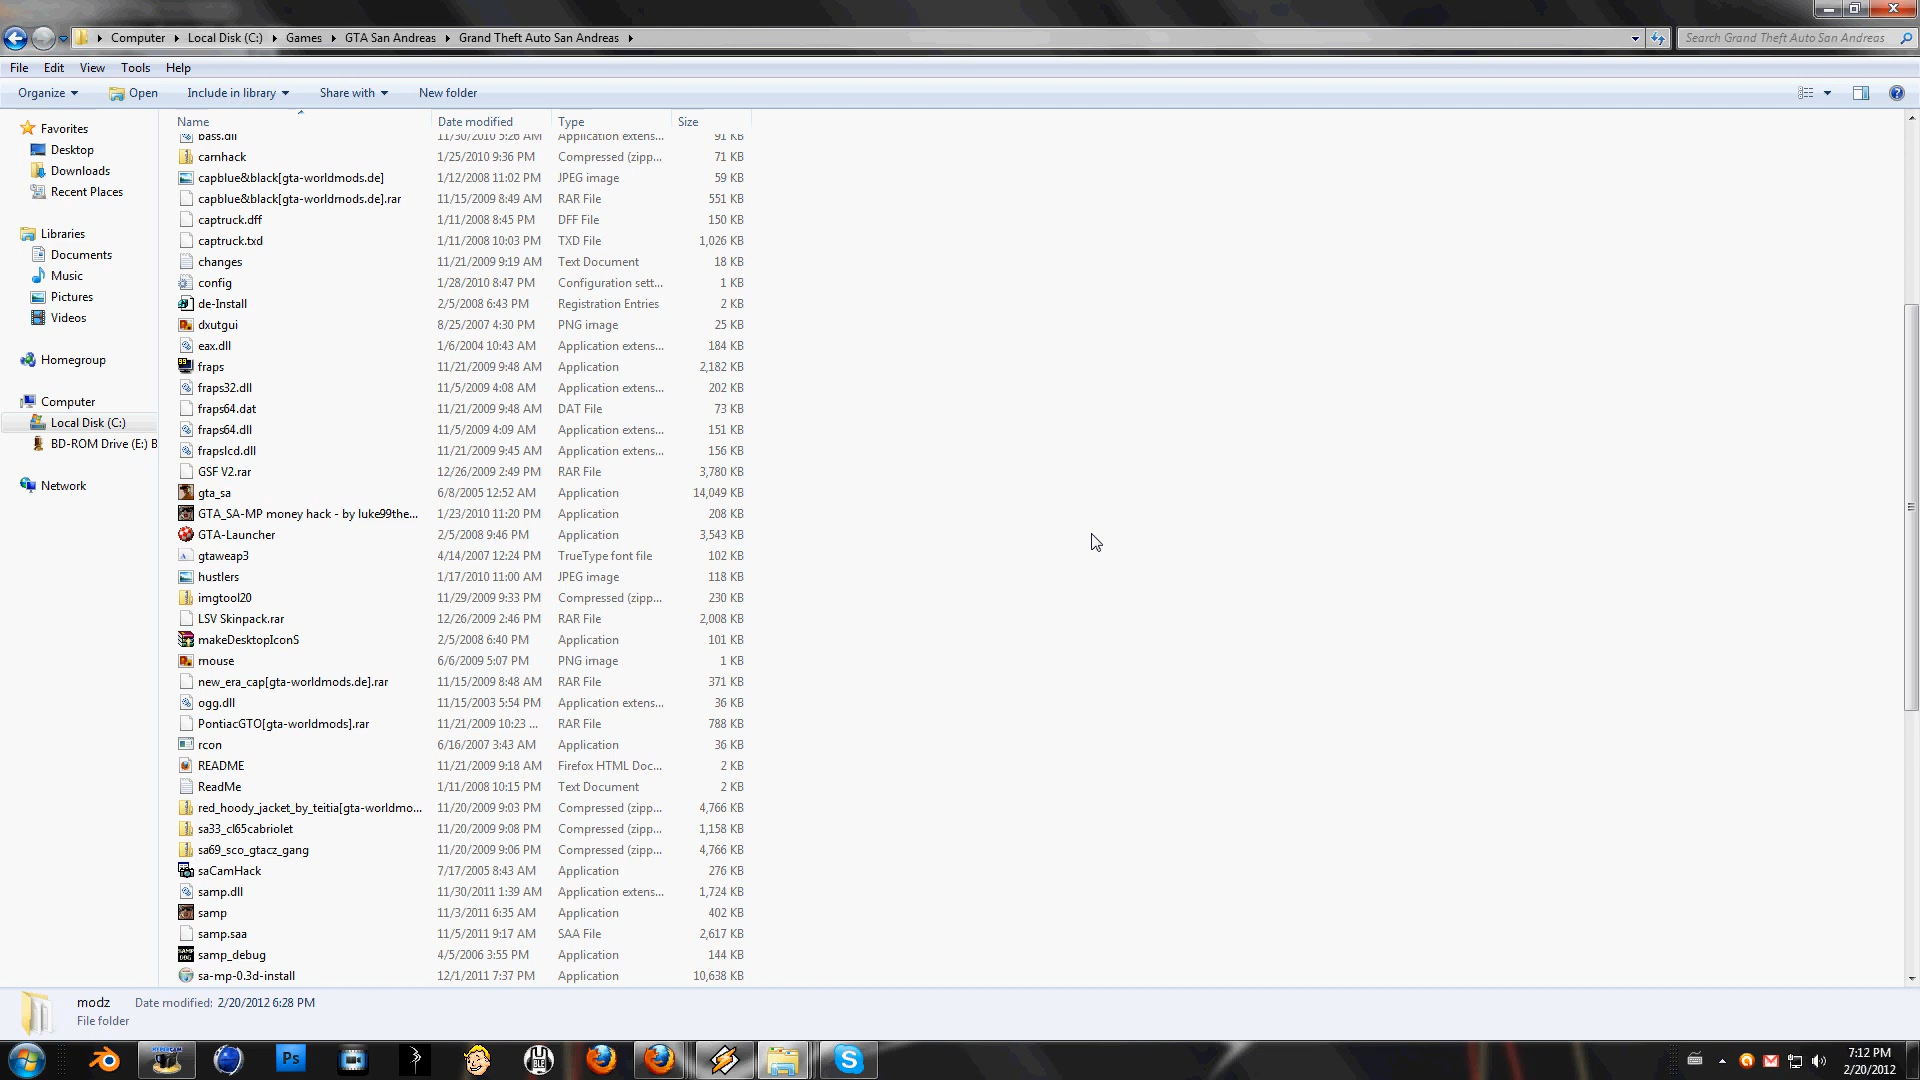 Computer Local Disk (C:) Games GTA San Andreas Grand Theft Auto San Andreas
Search Grand Theft Auto San Andreas
File Edit View Tools Help
Organize Open Include in library Share with New folder
Favorites
Desktop
Downloads
Recent Places
Libraries
Documents
Music
Pictures
Videos
Homegroup
Computer
Local Disk (C:)
BD-ROM Drive (E:) B
Network
Name Date modified Type Size
bass.dll 11/30/2010 5:26 AM Application extens... 91 KB
camhack 1/25/2010 9:36 PM Compressed (zipp... 71 KB
capblue&black[gta-worldmods.de] 1/12/2008 11:02 PM JPEG image 59 KB
capblue&black[gta-worldmods.de].rar 11/15/2009 8:49 AM RAR File 551 KB
captruck.dff 1/11/2008 8:45 PM DFF File 150 KB
captruck.txd 1/11/2008 10:03 PM TXD File 1,026 KB
changes 11/21/2009 9:19 AM Text Document 18 KB
config 1/28/2010 8:47 PM Configuration sett... 1 KB
de-Install 2/5/2008 6:43 PM Registration Entries 2 KB
dxutgui 8/25/2007 4:30 PM PNG image 25 KB
eax.dll 1/6/2004 10:43 AM Application extens... 184 KB
fraps 11/21/2009 9:48 AM Application 2,182 KB
fraps32.dll 11/5/2009 4:08 AM Application extens... 202 KB
fraps64.dat 11/21/2009 9:48 AM DAT File 73 KB
fraps64.dll 11/5/2009 4:09 AM Application extens... 151 KB
frapslcd.dll 11/21/2009 9:45 AM Application extens... 156 KB
GSF V2.rar 12/26/2009 2:49 PM RAR File 3,780 KB
gta_sa 6/8/2005 12:52 AM Application 14,049 KB
GTA_SA-MP money hack - by luke99the... 1/23/2010 11:20 PM Application 208 KB
GTA-Launcher 2/5/2008 9:46 PM Application 3,543 KB
gtaweap3 4/14/2007 12:24 PM TrueType font file 102 KB
hustlers 1/17/2010 11:00 AM JPEG image 118 KB
imgtool20 11/29/2009 9:33 PM Compressed (zipp... 230 KB
LSV Skinpack.rar 12/26/2009 2:46 PM RAR File 2,008 KB
makeDesktopIconS 2/5/2008 6:40 PM Application 101 KB
mouse 6/6/2009 5:07 PM PNG image 1 KB
new_era_cap[gta-worldmods.de].rar 11/15/2009 8:48 AM RAR File 371 KB
ogg.dll 11/15/2003 5:54 PM Application extens... 36 KB
PontiacGTO[gta-worldmods].rar 11/21/2009 10:23 ... RAR File 788 KB
rcon 6/16/2007 3:43 AM Application 36 KB
README 11/21/2009 9:18 AM Firefox HTML Doc... 2 KB
ReadMe 1/11/2008 10:15 PM Text Document 2 KB
red_hoody_jacket_by_teitia[gta-worldmo... 11/20/2009 9:03 PM Compressed (zipp... 4,766 KB
sa33_cl65cabriolet 11/20/2009 9:08 PM Compressed (zipp... 1,158 KB
sa69_sco_gtacz_gang 11/20/2009 9:06 PM Compressed (zipp... 4,766 KB
saCamHack 7/17/2005 8:43 AM Application 276 KB
samp.dll 11/30/2011 1:39 AM Application extens... 1,724 KB
samp 11/3/2011 6:35 AM Application 402 KB
samp.saa 11/5/2011 9:17 AM SAA File 2,617 KB
samp_debug 4/5/2006 3:55 PM Application 144 KB
sa-mp-0.3d-install 12/1/2011 7:37 PM Application 10,638 KB
modz Date modified: 2/20/2012 6:28 PM
File folder
Ps
7:12 PM
2/20/2012